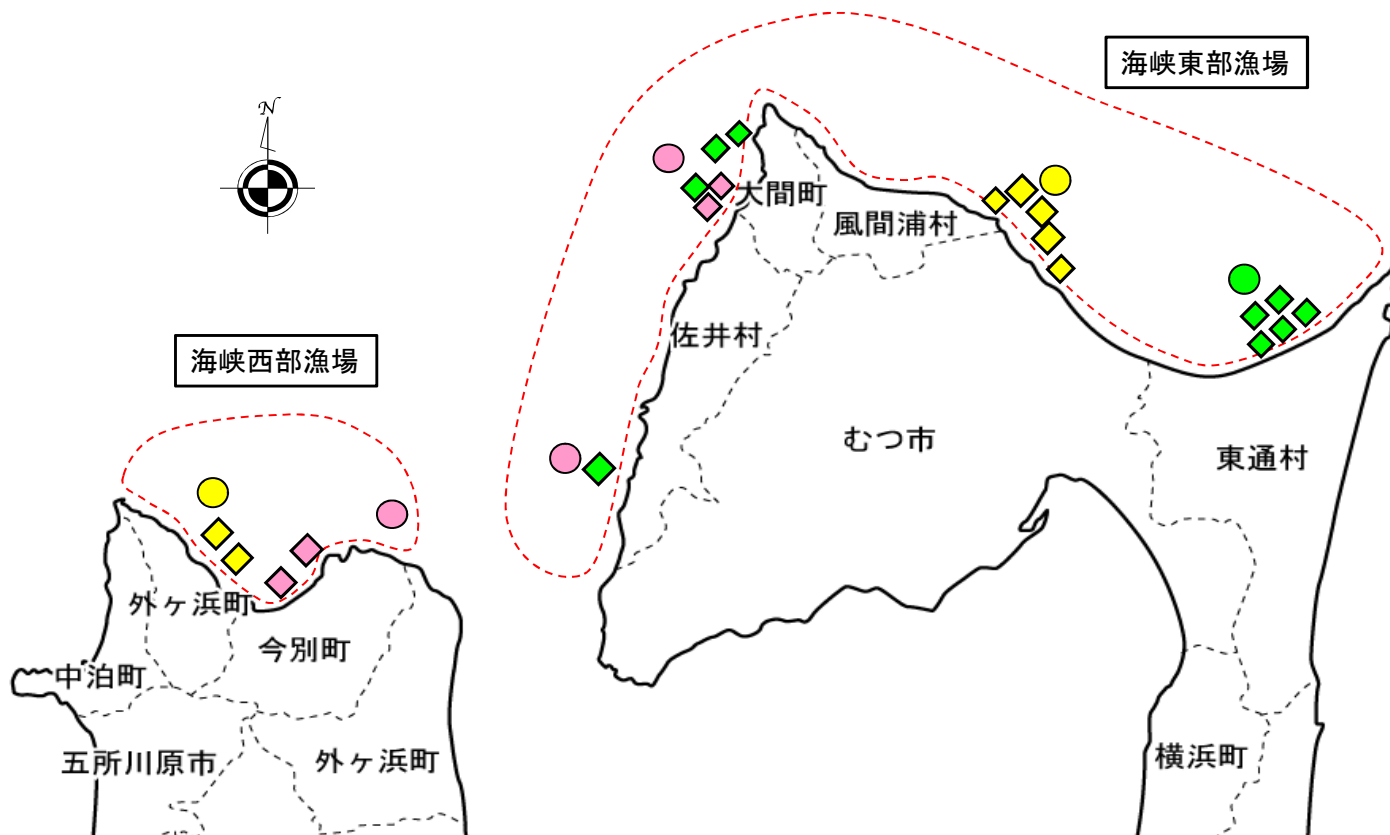 海峡東部漁場
N
大間町
風間浦村
佐井村
海峡西部漁場
むつ市
東通村
外ヶ浜町
今別町
中泊町
五所川原市
外ヶ浜町
横浜町